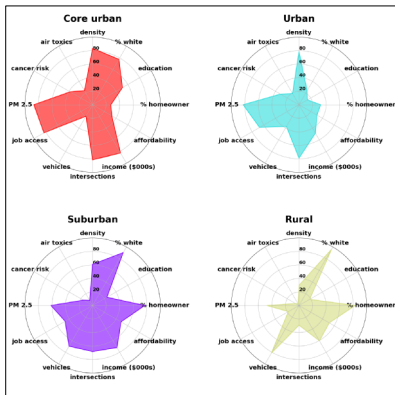 Core urban
density
% white
education
% homeowner
affordability
income ($000s)
intersections
vehicles
job access
PM 2.5
cancer risk
air toxics
80
60
40
20
Urban
density
% white
education
% homeowner
affordability
income ($000s)
intersections
vehicles
job access
PM 2.5
cancer risk
air toxics
80
60
40
20
Suburban
density
% white
education
% homeowner
affordability
income ($000s)
intersections
vehicles
job access
PM 2.5
cancer risk
air toxics
80
60
40
20
Rural
density
% white
education
% homeowner
affordability
income ($000s)
intersections
vehicles
job access
PM 2.5
cancer risk
air toxics
80
60
40
20